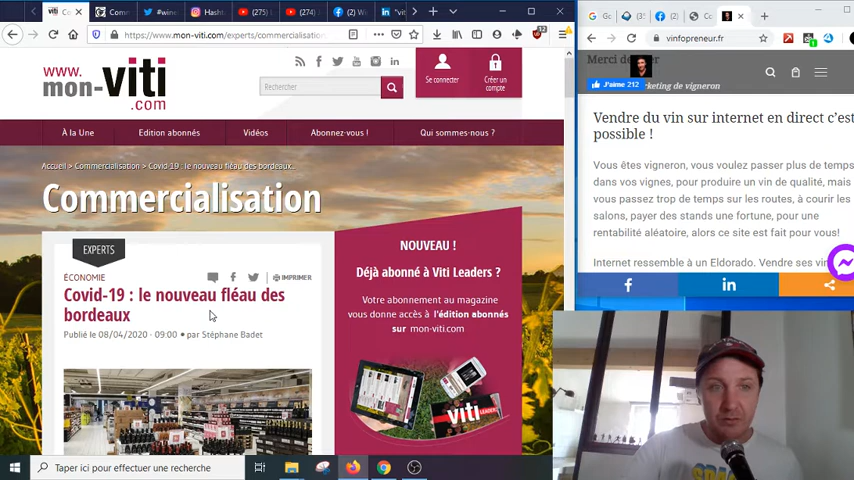 (275)
(274)
https://www.mon-viti.com/experts/commercialisation
vinfopreneur.fr
www.
mon-viti
.com
Rechercher
Se connecter
Créer un
compte
À la Une
Edition abonnés
Vidéos
Abonnez-vous !
Qui sommes-nous ?
Accueil > Commercialisation > Covid-19 : le nouveau fléau des bordeaux...
Commercialisation
EXPERTS
ÉCONOMIE
IMPRIMER
Covid-19 : le nouveau fléau des
bordeaux
Publié le 08/04/2020 - 09:00 • par Stéphane Badet
NOUVEAU !
Déjà abonné à Viti Leaders ?
Votre abonnement au magazine
vous donne accès à l'édition abonnés
sur mon-viti.com
viti
J'aime 212
Vendre du vin sur internet en direct c'est
possible !
Vous êtes vigneron, vous voulez passer plus de temps
dans vos vignes, pour produire un vin de qualité, mais
vous passez trop de temps sur les routes, à courir les
salons, payer des stands une fortune, pour une
rentabilité aléatoire, alors ce site est fait pour vous!
Internet ressemble à un Eldorado. Vendre ses
Taper ici pour effectuer une recherche